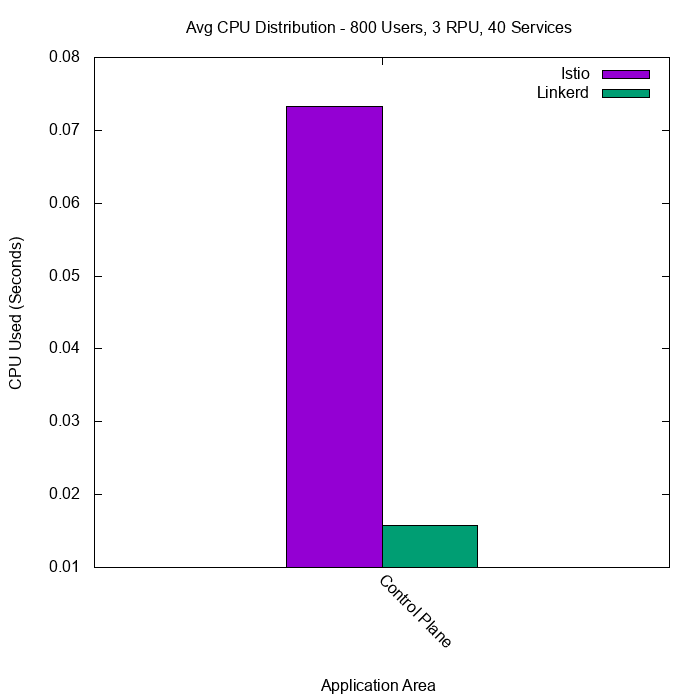 Avg CPU Distribution - 800 Users, 3 RPU, 40 Services
0.08
Istio
Linkerd
0.07
0.06
0.05
0.04
0.03
0.02
0.01
CPU Used (Seconds)
Control Plane
Application Area